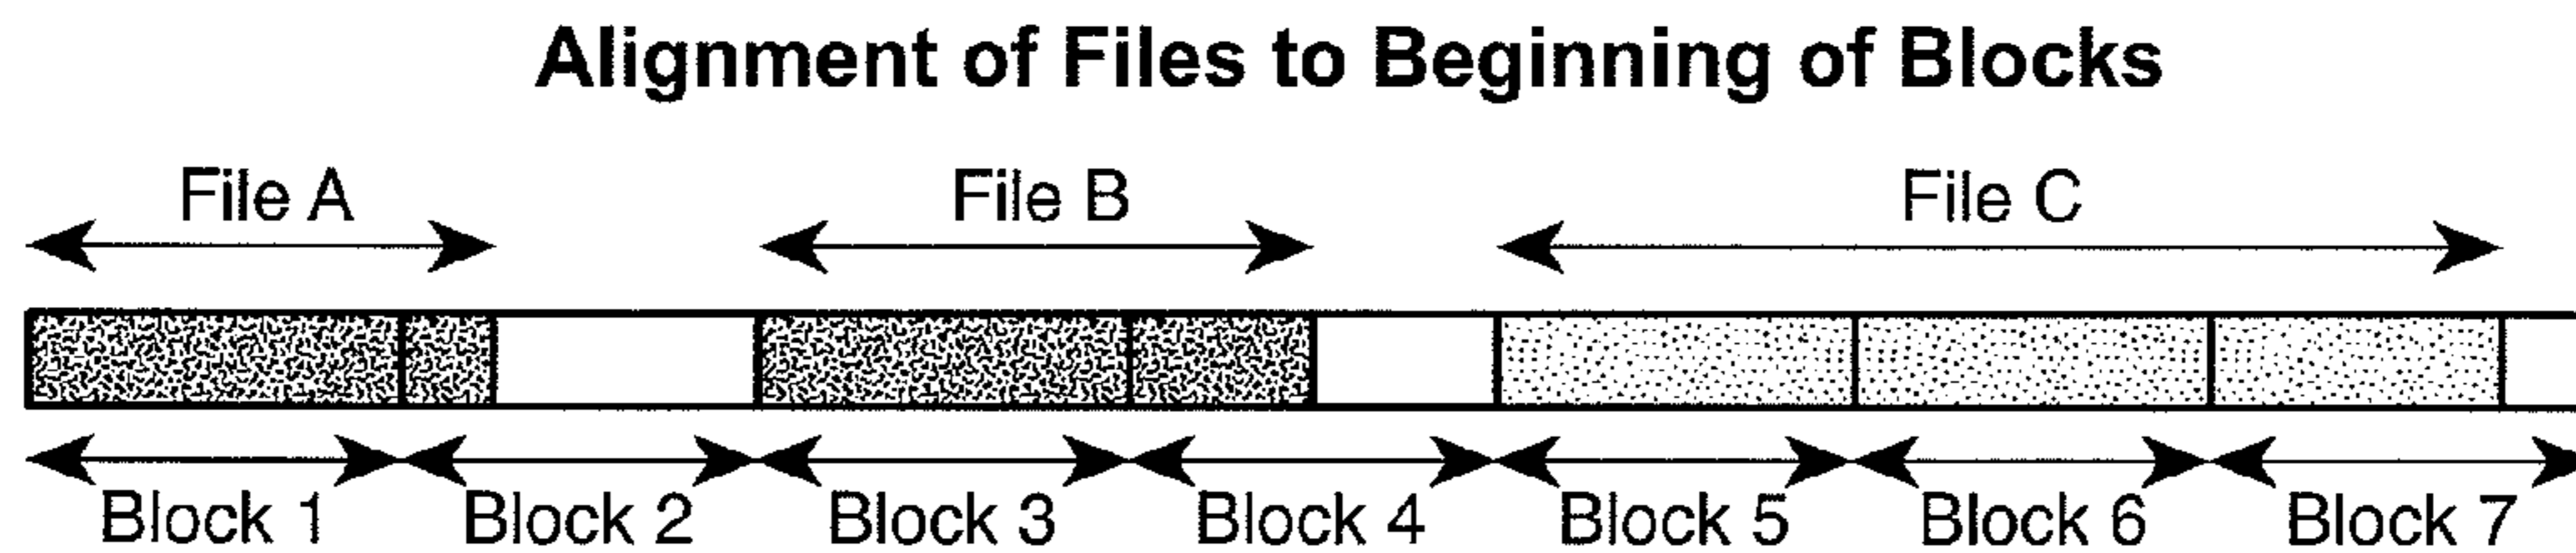 Alignment of Files to Beginning of Blocks
File A File B File C
Block 1 Block 2 Block 3 Block 4 Block 5 Block 6 Block 7